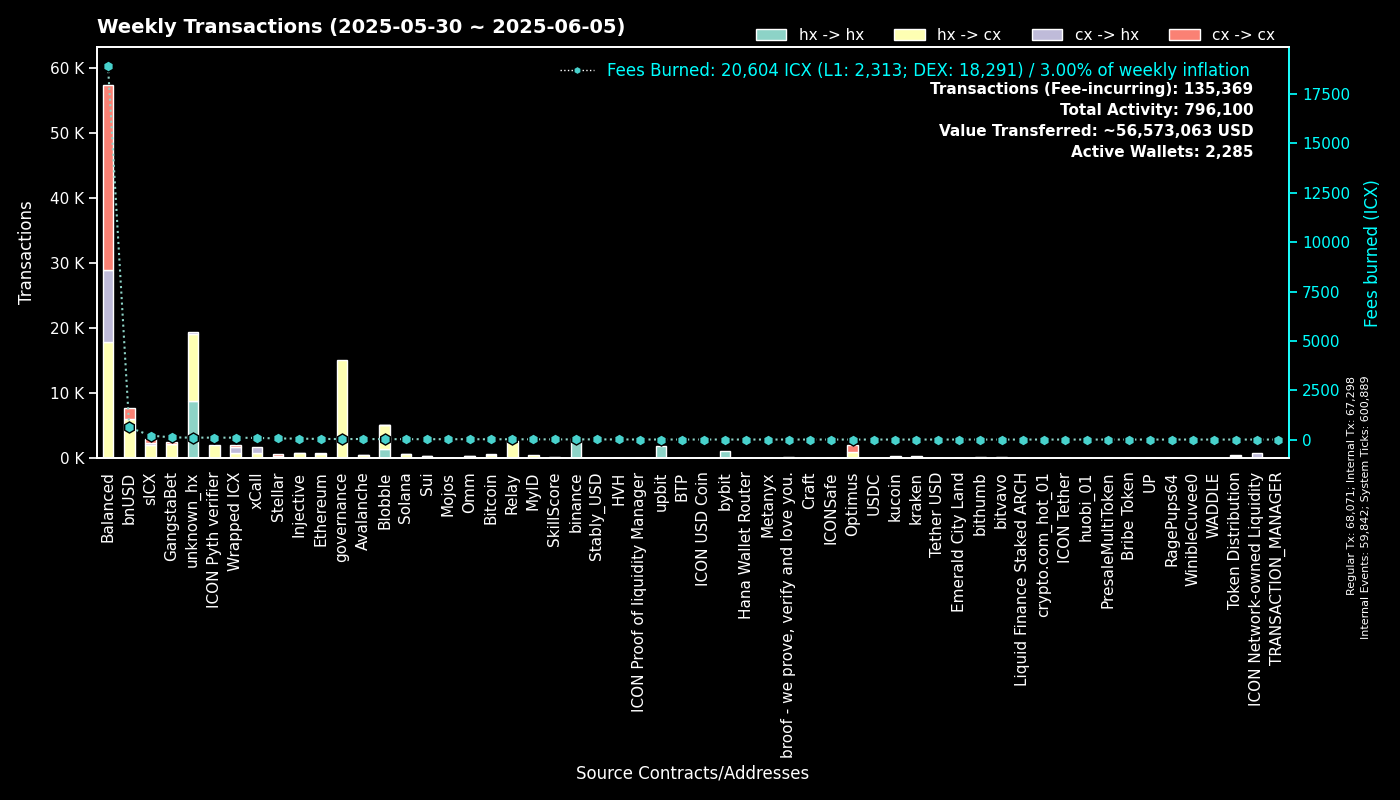 Weekly Transactions (2025-05-30 ~ 2025-06-05)
hx -> hx
hx -> cx
cx -> hx
cx -> cx
Fees Burned: 20,604 ICX (L1: 2,313; DEX: 18,291) / 3.00% of weekly inflation
Transactions (Fee-incurring): 135,369
Total Activity: 796,100
Value Transferred: ~56,573,063 USD
Active Wallets: 2,285
Transactions
60 K
50 K
40 K
30 K
20 K
10 K
0 K
17500
15000
12500
10000
7500
5000
2500
0
Fees burned (ICX)
Regular Tx: 68,071; Internal Tx: 67,298
Internal Events: 59,842; System Ticks: 600,889
Balanced
bnUSD
sICX
GangstaBet
unknown_hx
ICON Pyth verifier
Wrapped ICX
xCall
Stellar
Injective
Ethereum
governance
Avalanche
Blobble
Solana
Sui
Mojos
Omm
Bitcoin
Relay
MyID
SkillScore
binance
Stably_USD
HVH
ICON Proof of liquidity Manager
upbit
BTP
ICON USD Coin
bybit
Hana Wallet Router
Metanyx
broof - we prove, verify and love you.
Craft
ICONSafe
Optimus
USDC
kucoin
kraken
Tether USD
Emerald City Land
bithumb
bitvavo
Liquid Finance Staked ARCH
crypto.com_hot_01
ICON Tether
huobi_01
PresaleMultiToken
Bribe Token
UP
RagePups64
WinibleCuvee0
WADDLE
Token Distribution
ICON Network-owned Liquidity
TRANSACTION_MANAGER
Source Contracts/Addresses